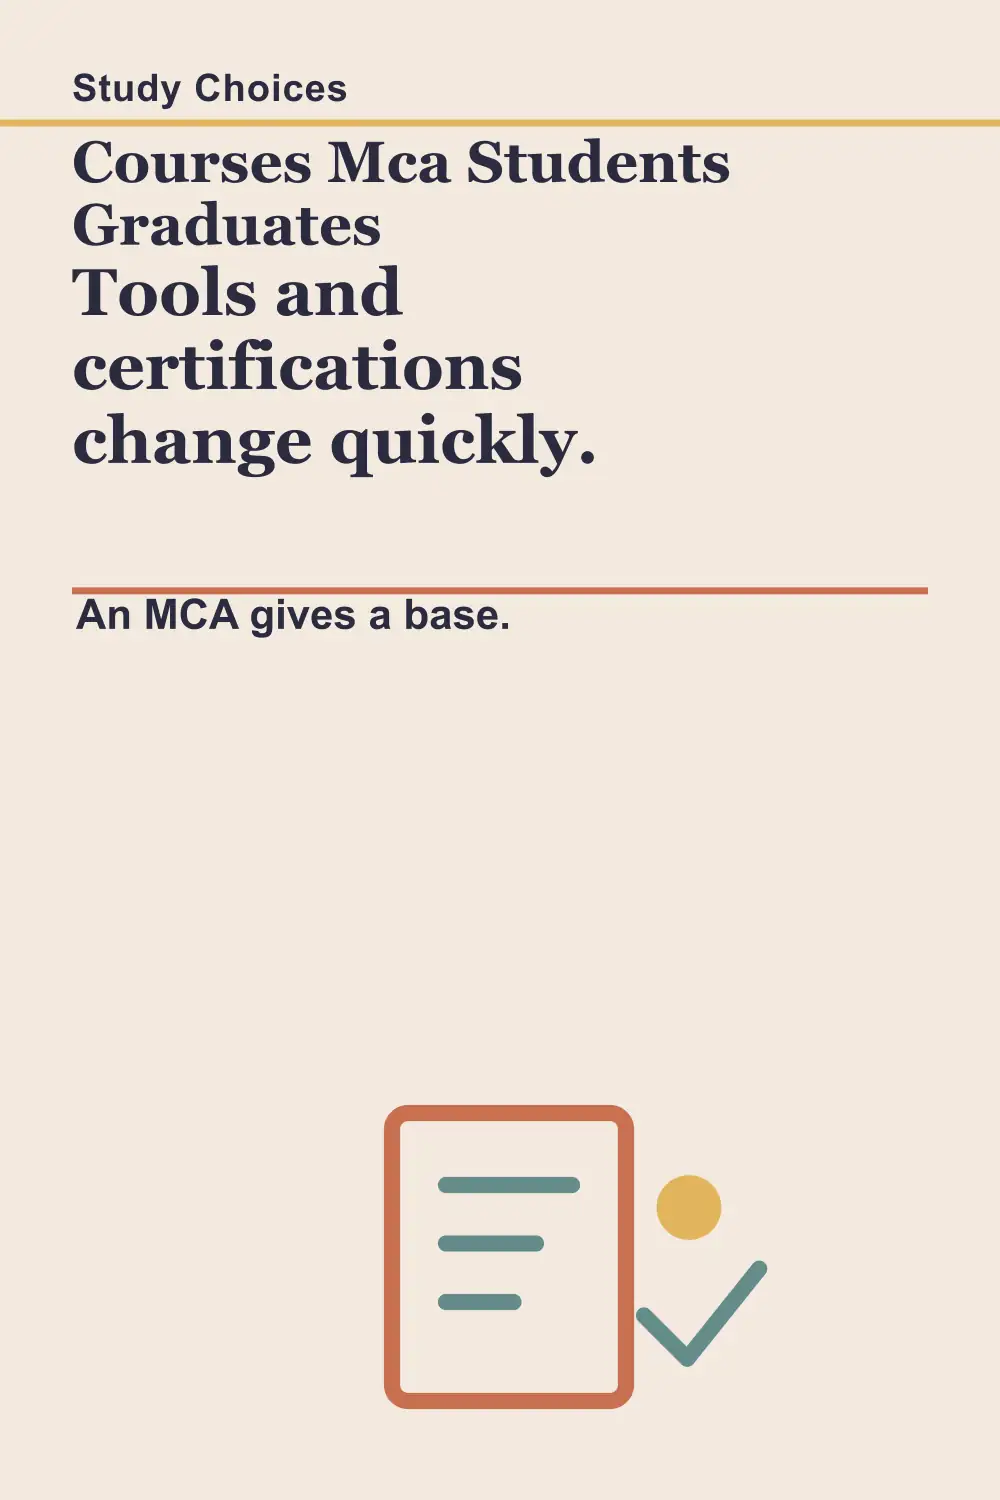 Study Choices
Courses Mca Students
Graduates
Tools and
certifications
change quickly.
An MCA gives a base.